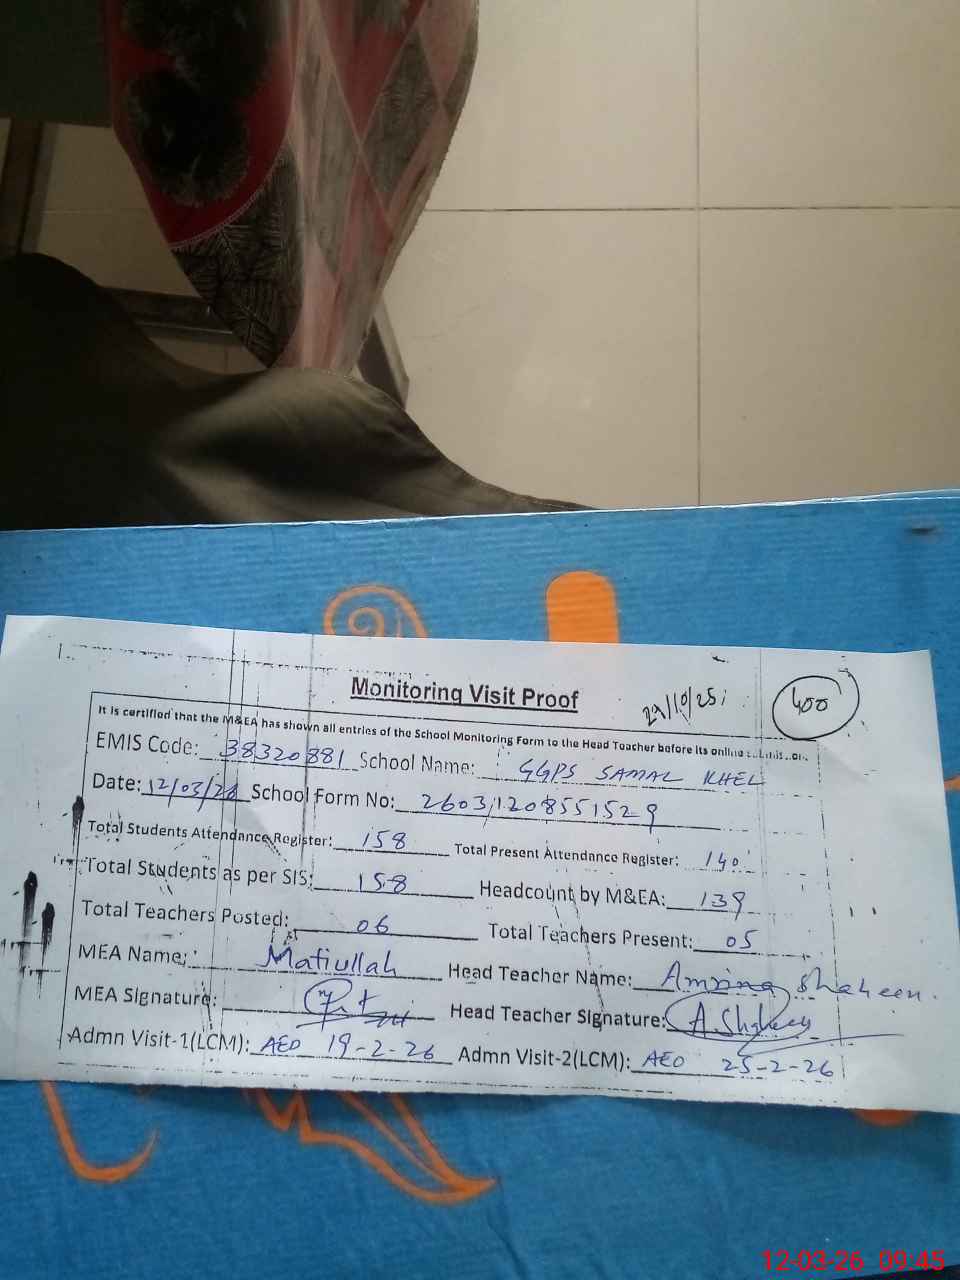 Monitoring Visit Proof
29/10/25
400
It is certified that the M&EA has shown all entries of the School Monitoring Form to the Head Teacher before its online
EMIS Code: 38320881 School Name: GGPS SAMAL KHEL
Date: 12/03/26 School Form No: 26031208551529
Total Students Attendance Register: 158 Total Present Attendance Register: 140
Total Students as per SIS: 158 Headcount by M&EA: 139
Total Teachers Posted: 06 Total Teachers Present: 05
MEA Name: Matiullah Head Teacher Name: Shaheen
MEA Signature: Head Teacher Signature: A.Shaheen
Admn Visit-1(LCM): AEO 19-2-26 Admn Visit-2(LCM): AEO 25-2-26
12-03-26 09:45